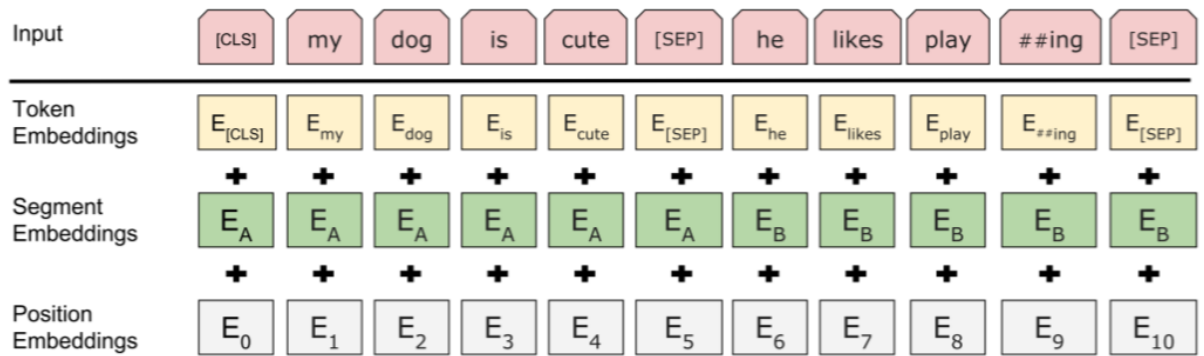 Input [CLS] my dog is cute [SEP] he likes play ##ing [SEP]
Token Embeddings E[CLS] Emy Edog Eis Ecute E[SEP] Ehe Elikes Eplay E##ing E[SEP]
+ + + + + + + + + + +
Segment Embeddings EA EA EA EA EA EA EB EB EB EB EB
+ + + + + + + + + + +
Position Embeddings E0 E1 E2 E3 E4 E5 E6 E7 E8 E9 E10